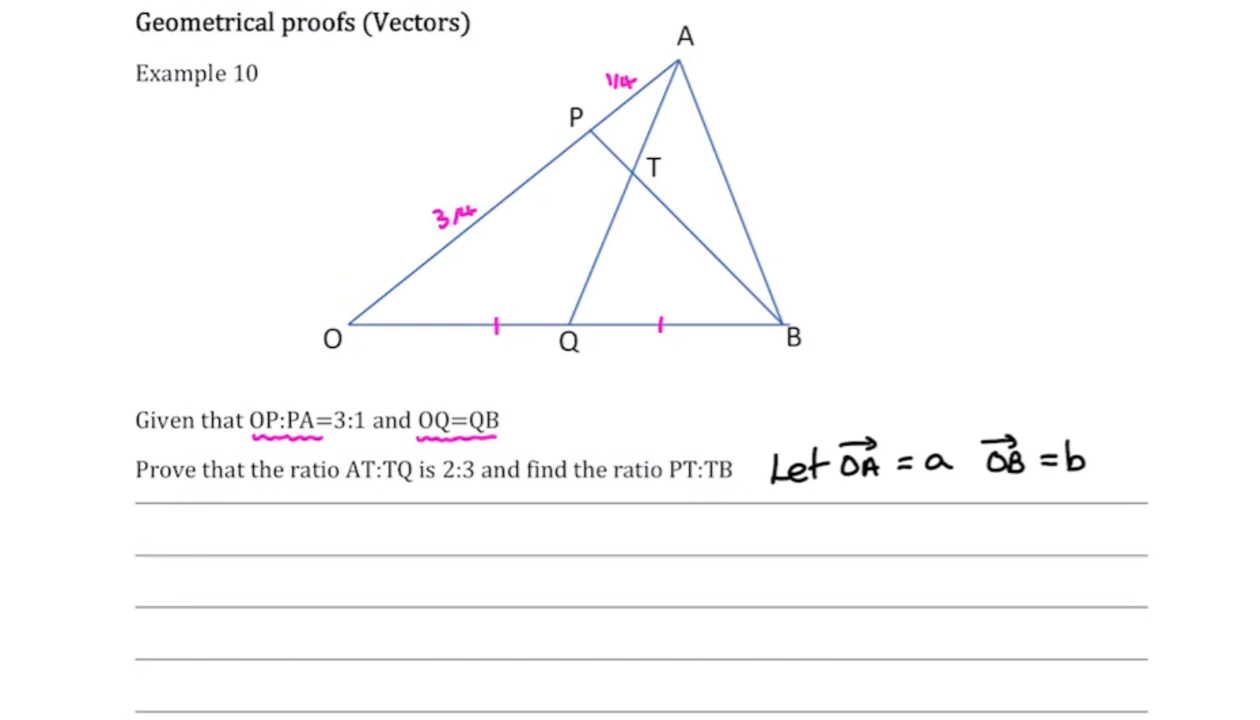 Geometrical proofs (Vectors)
Example 10
A
1/4
P
T
3/4
O
Q
B
Given that OP:PA=3:1 and OQ=QB
Prove that the ratio AT:TQ is 2:3 and find the ratio PT:TB
Let OA⃗ = a OB⃗ = b